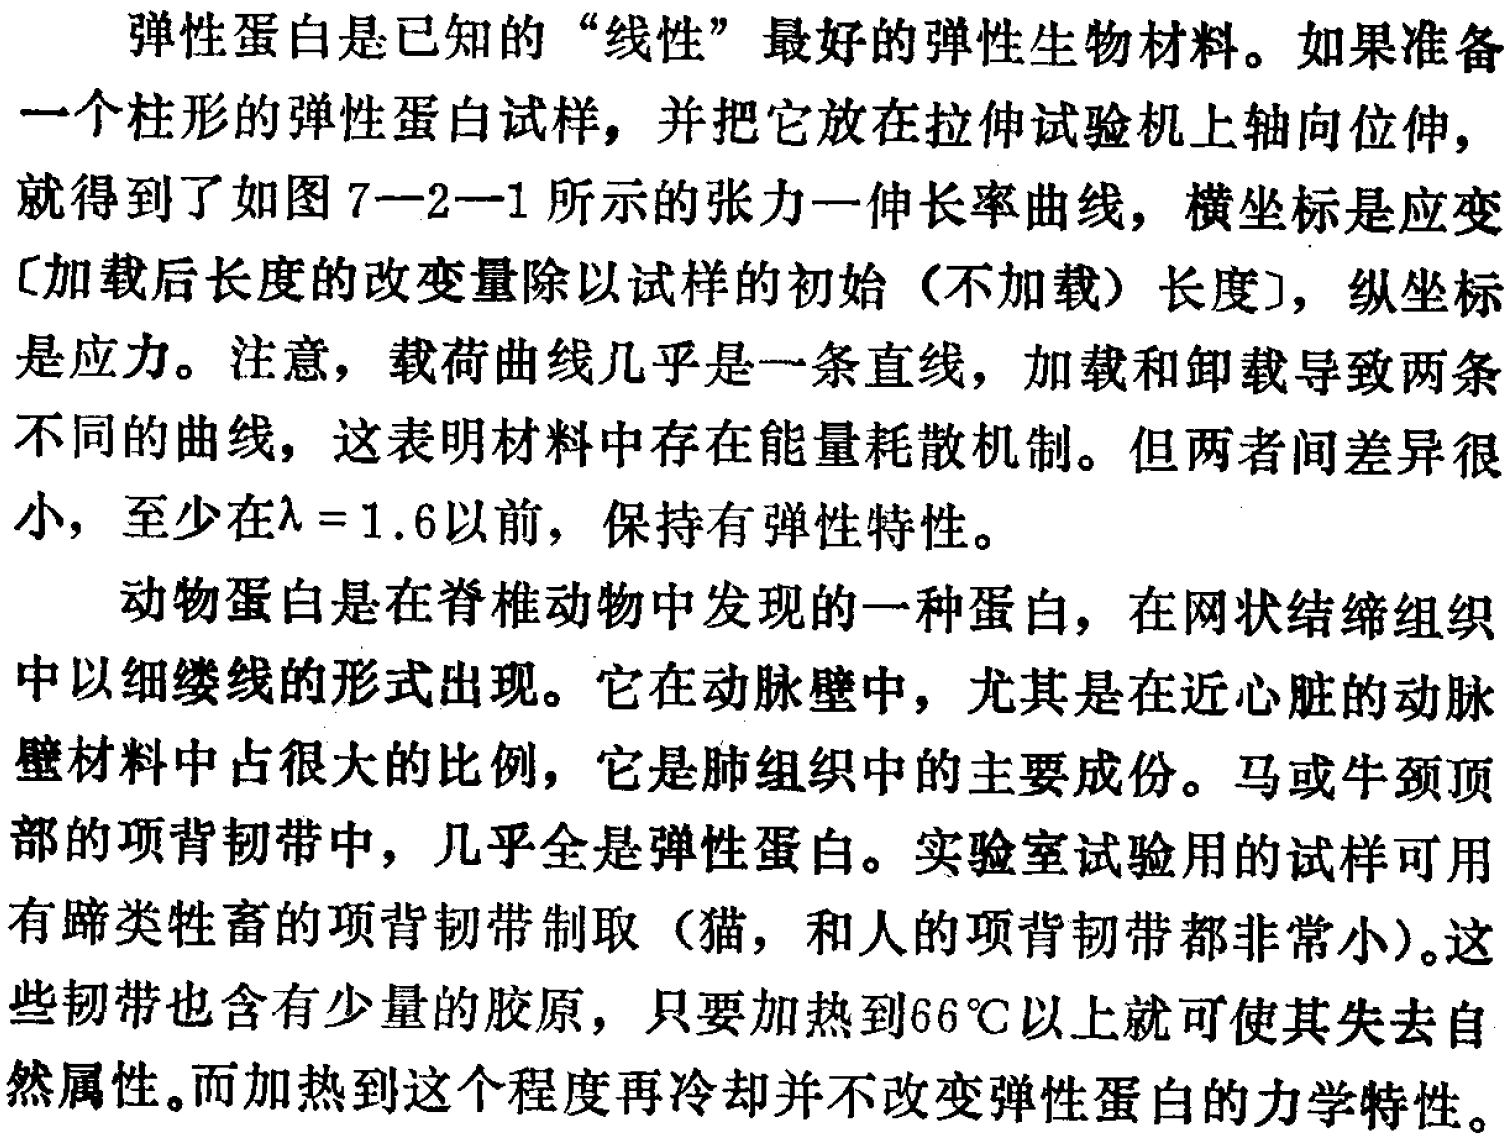 弹性蛋白是已知的“线性”最好的弹性生物材料。如果准备
一个柱形的弹性蛋白试样，并把它放在拉伸试验机上轴向位伸，
就得到了如图7—2—1所示的张力—伸长率曲线，横坐标是应变
〔加载后长度的改变量除以试样的初始（不加载）长度〕，纵坐标
是应力。注意，载荷曲线几乎是一条直线，加载和卸载导致两条
不同的曲线，这表明材料中存在能量耗散机制。但两者间差异很
小，至少在λ=1.6以前，保持有弹性特性。
动物蛋白是在脊椎动物中发现的一种蛋白，在网状结缔组织
中以细缕线的形式出现。它在动脉壁中，尤其是在近心脏的动脉
壁材料中占很大的比例，它是肺组织中的主要成份。马或牛颈顶
部的项背韧带中，几乎全是弹性蛋白。实验室试验用的试样可用
有蹄类牲畜的项背韧带制取（猫，和人的项背韧带都非常小）。这
些韧带也含有少量的胶原，只要加热到66℃以上就可使其失去自
然属性。而加热到这个程度再冷却并不改变弹性蛋白的力学特性。